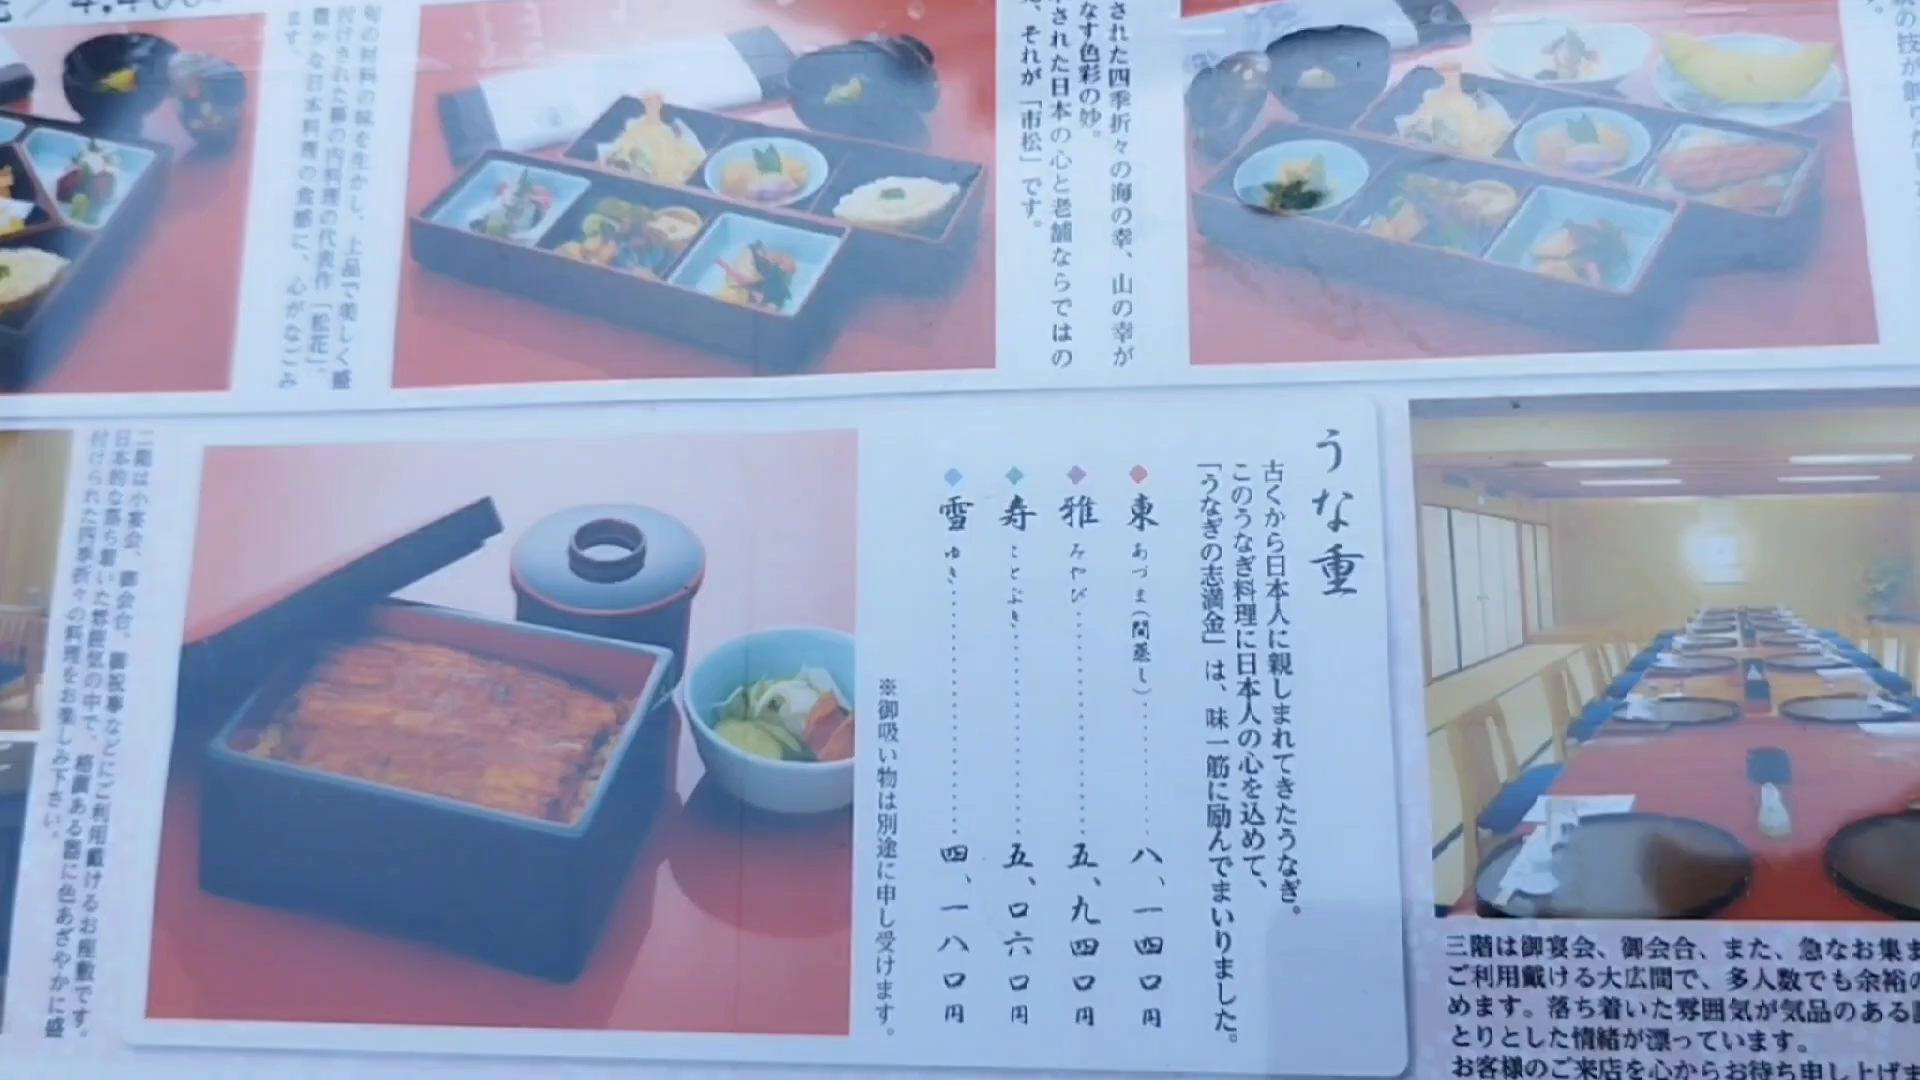 4,400
旬の材料の味を生かし、上品で美しく盛
付けされた幕の内料理の代表作「松花」。
豊かな日本料理の食感に、心がなごみ
ます。
された四季折々の海の幸、山の幸が
なす色彩の妙。
された日本の心と老舗ならではの
それが「市松」です。
うな重
古くから日本人に親しまれてきたうなぎ。
このうなぎ料理に日本人の心を込めて、
「うなぎの志満金」は、味一筋に励んでまいりました。
東 あづま(間蒸し)………八、一四〇円
雅 みやび………五、九四〇円
寿 ことぶき………五、〇六〇円
雪 ゆき………四、一八〇円
※御吸い物は別途に申し受けます。
二階は小宴会、御会合、御祝事などにご利用戴けるお座敷です。
日本的な落ち着いた雰囲気の中で、格調ある器に色あざやかに盛
付けられた四季折々の料理をお楽しみ下さい。
三階は御宴会、御会合、また、急なお集ま
ご利用戴ける大広間で、多人数でも余裕の
めます。落ち着いた雰囲気が気品のある
とりとした情緒が漂っています。
お客様のご来店を心からお待ち申し上げま